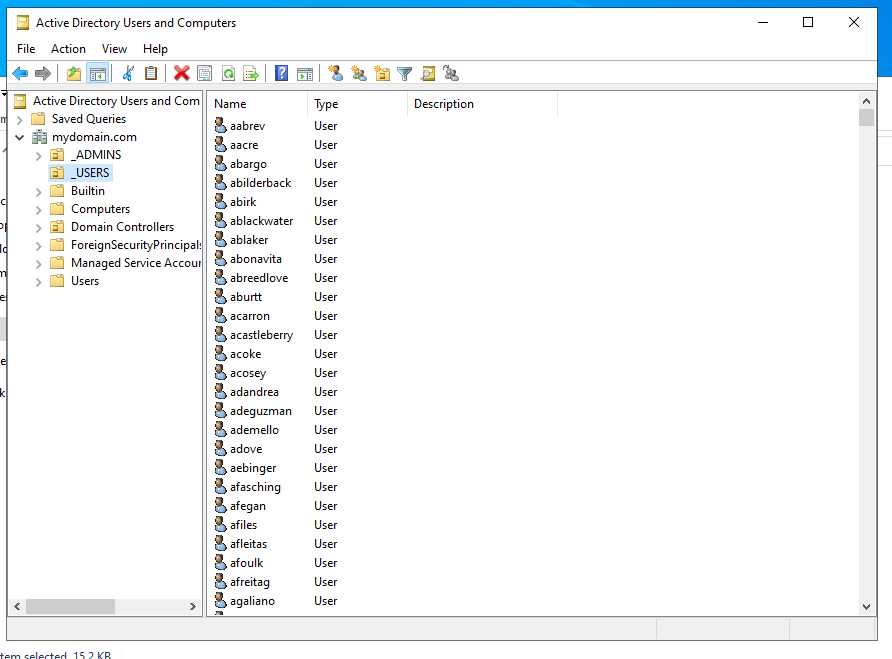 Active Directory Users and Computers
File Action View Help
Active Directory Users and Com
Saved Queries
mydomain.com
_ADMINS
_USERS
Builtin
Computers
Domain Controllers
ForeignSecurityPrincipals
Managed Service Accour
Users
Name Type Description
aabrev User
aacre User
abargo User
abilderback User
abirk User
ablackwater User
ablaker User
abonavita User
abreedlove User
aburtt User
acarron User
acastleberry User
acoke User
acosey User
adandrea User
adeguzman User
ademello User
adove User
aebinger User
afasching User
afegan User
afiles User
afleitas User
afoulk User
afreitag User
agaliano User
tem selected 15.2 KB